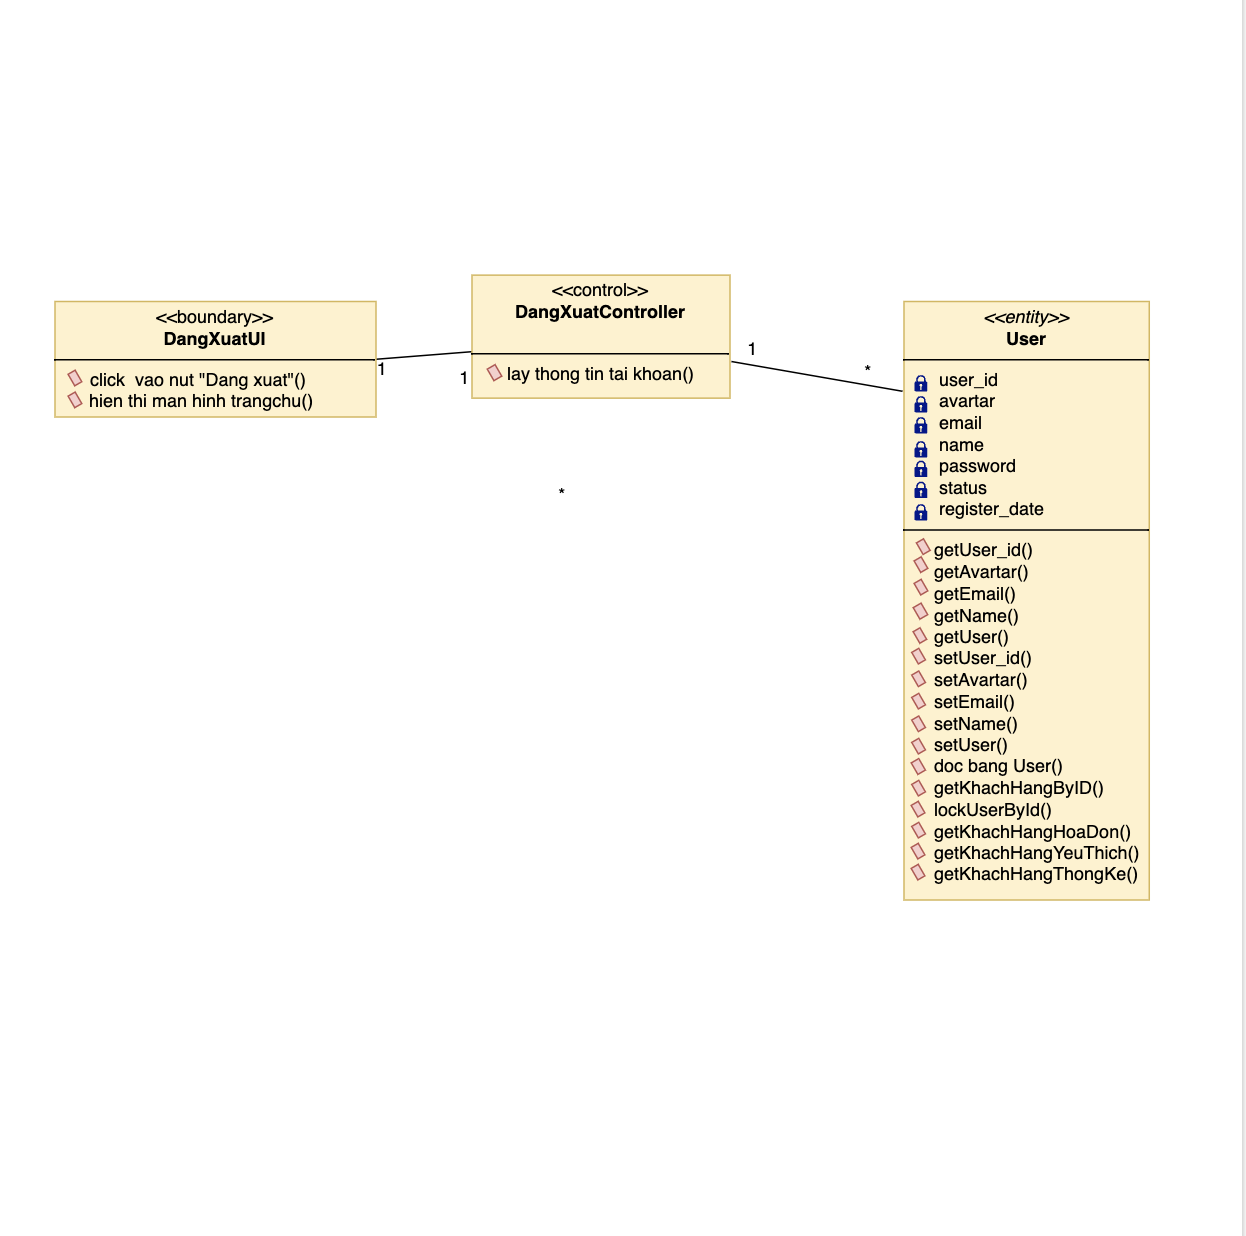 <<boundary>>
DangXuatUI
click  vao nut "Dang xuat"()
hien thi man hinh trangchu()
1
1
<<control>>
DangXuatController
lay thong tin tai khoan()
1
*
*
<<entity>>
User
user_id
avartar
email
name
password
status
register_date
getUser_id()
getAvartar()
getEmail()
getName()
getUser()
setUser_id()
setAvartar()
setEmail()
setName()
setUser()
doc bang User()
getKhachHangByID()
lockUserById()
getKhachHangHoaDon()
getKhachHangYeuThich()
getKhachHangThongKe()